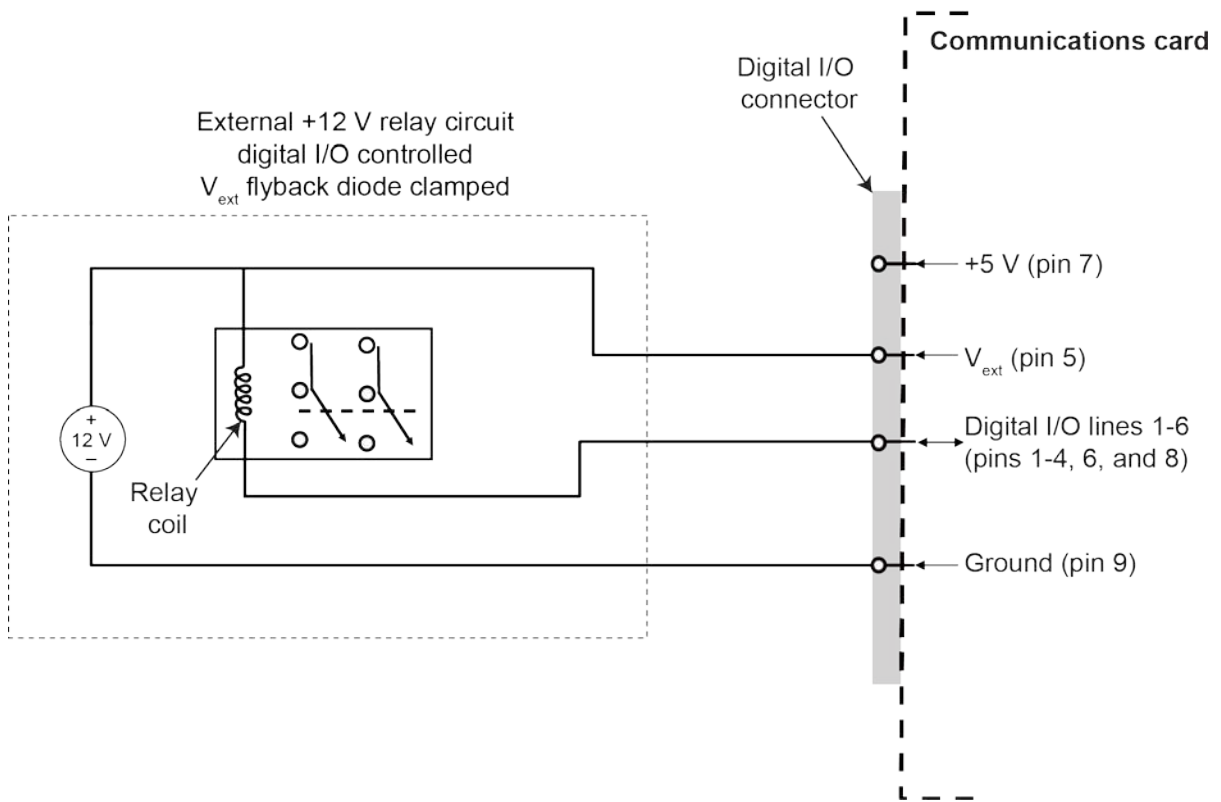 Communications card
Digital I/O
connector
External +12 V relay circuit
digital I/O controlled
Vext flyback diode clamped
+5 V (pin 7)
Vext (pin 5)
Digital I/O lines 1-6
(pins 1-4, 6, and 8)
+
12 V
−
Relay
coil
Ground (pin 9)